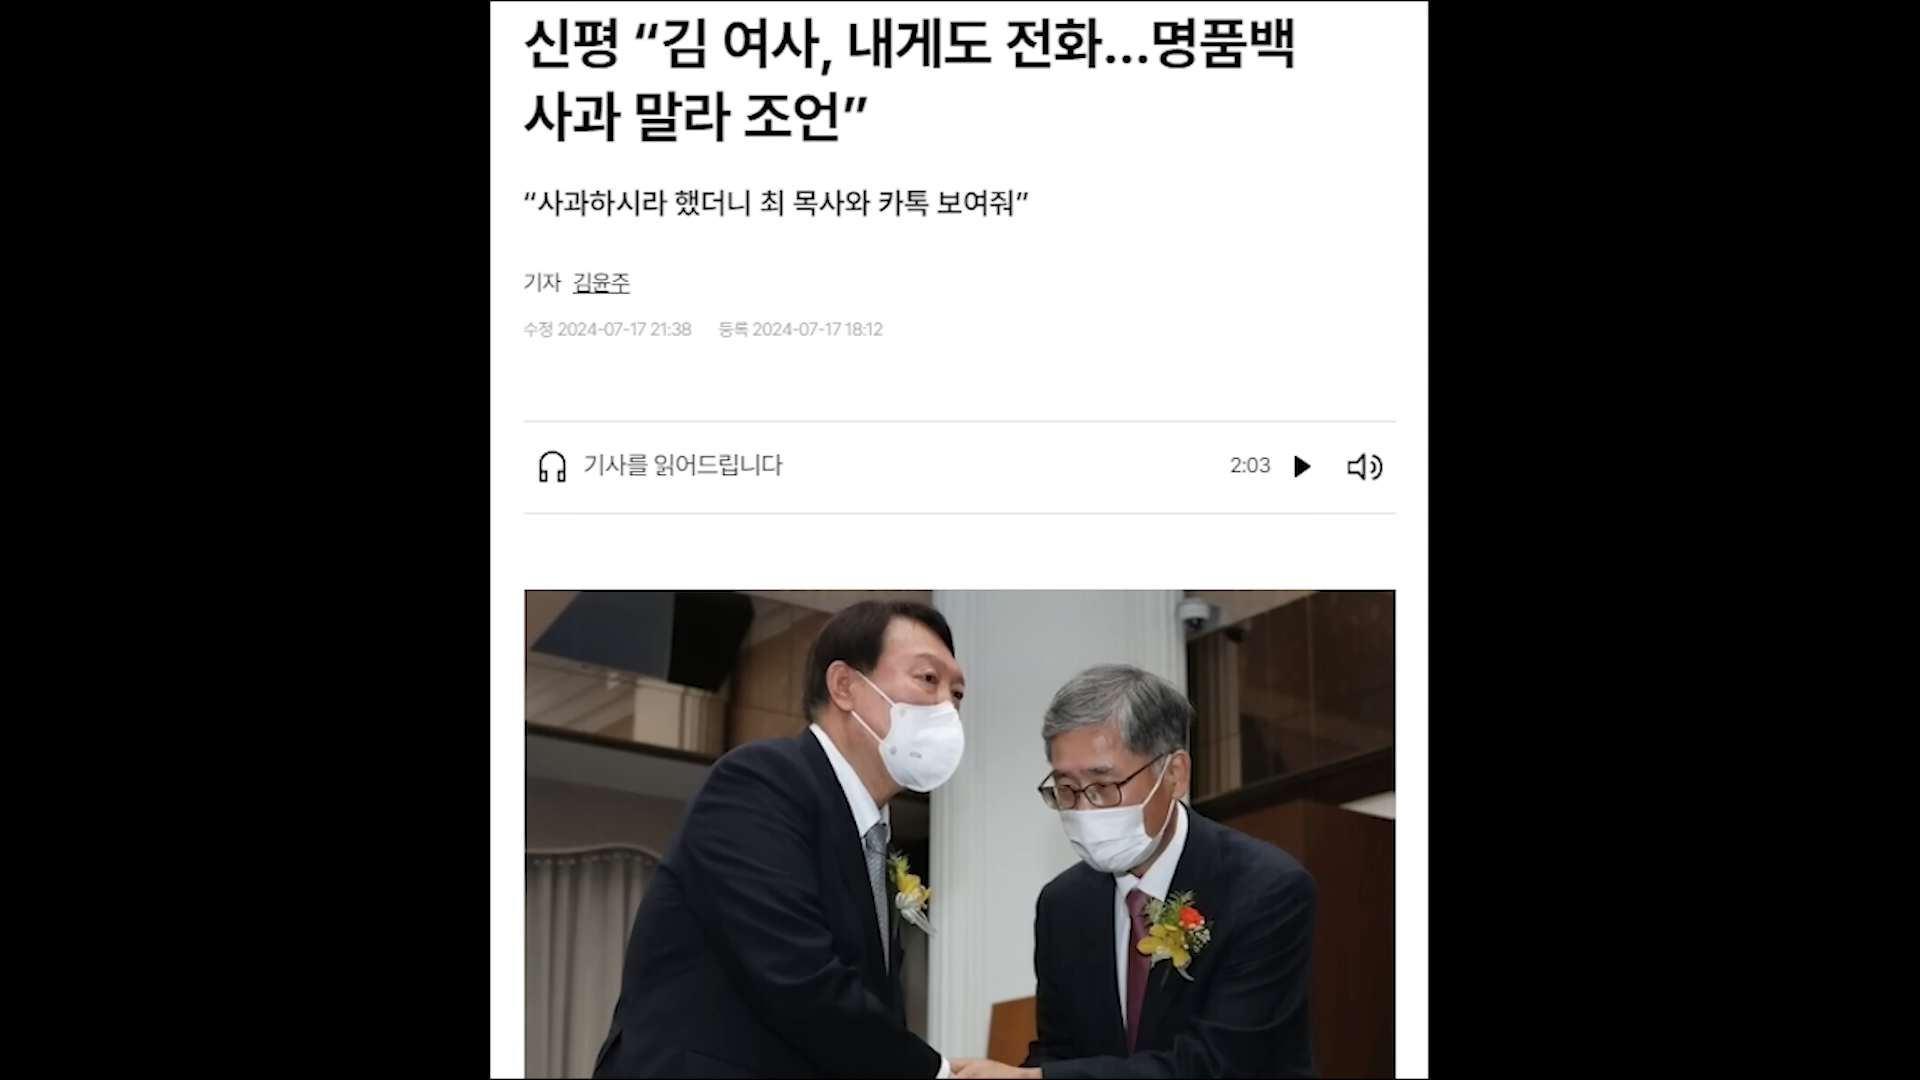 신평 “김 여사, 내게도 전화…명품백
사과 말라 조언”
“사과하시라 했더니 최 목사와 카톡 보여줘”
기자 김윤주
수정 2024-07-17 21:38 등록 2024-07-17 18:12
기사를 읽어드립니다 2:03